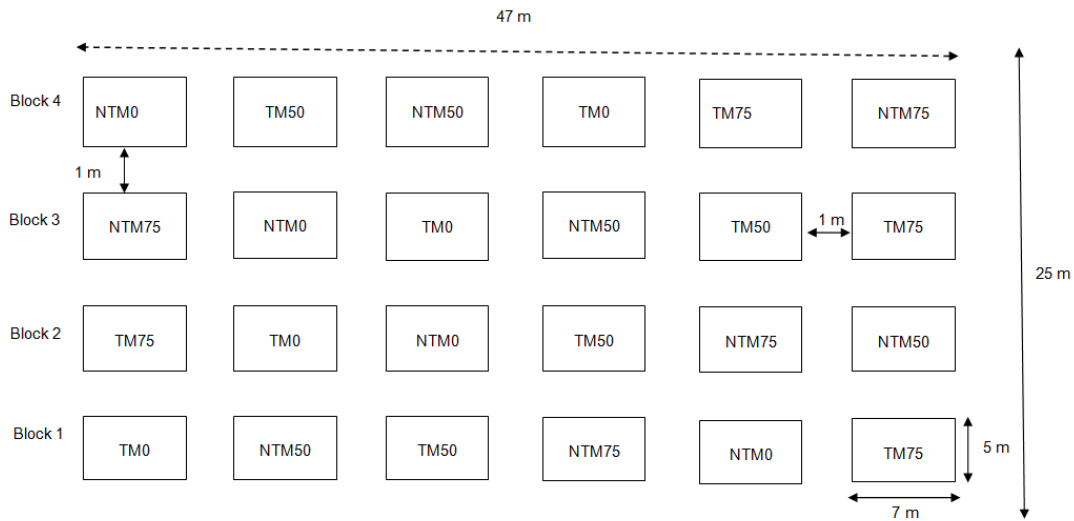 47 m
Block 4
NTM0
TM50
NTM50
TM0
TM75
NTM75
1 m
Block 3
NTM75
NTM0
TM0
NTM50
TM50
1 m
TM75
25 m
Block 2
TM75
TM0
NTM0
TM50
NTM75
NTM50
Block 1
TM0
NTM50
TM50
NTM75
NTM0
TM75
5 m
7 m